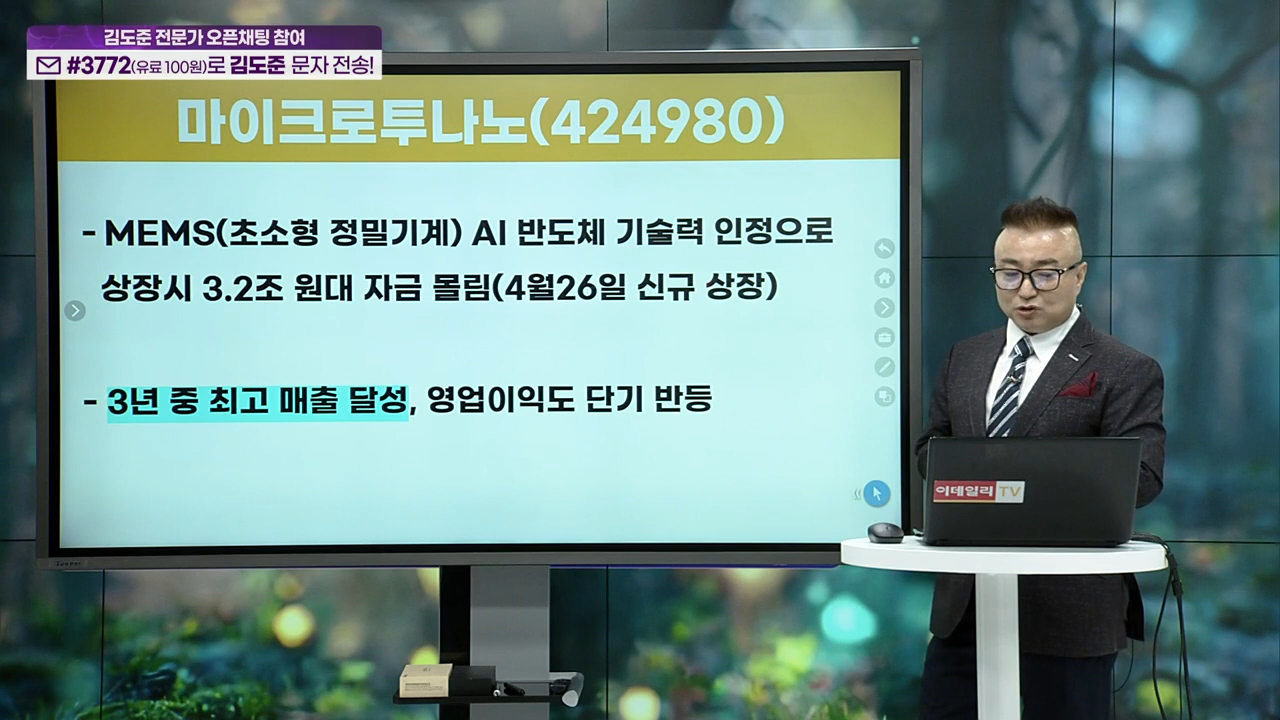 김도준 전문가 오픈채팅 참여
#3772(유료 100원)로 김도준 문자 전송!
마이크로투나노(424980)
- MEMS(초소형 정밀기계) AI 반도체 기술력 인정으로
상장시 3.2조 원대 자금 몰림(4월26일 신규 상장)
- 3년 중 최고 매출 달성, 영업이익도 단기 반등
이데일리 TV